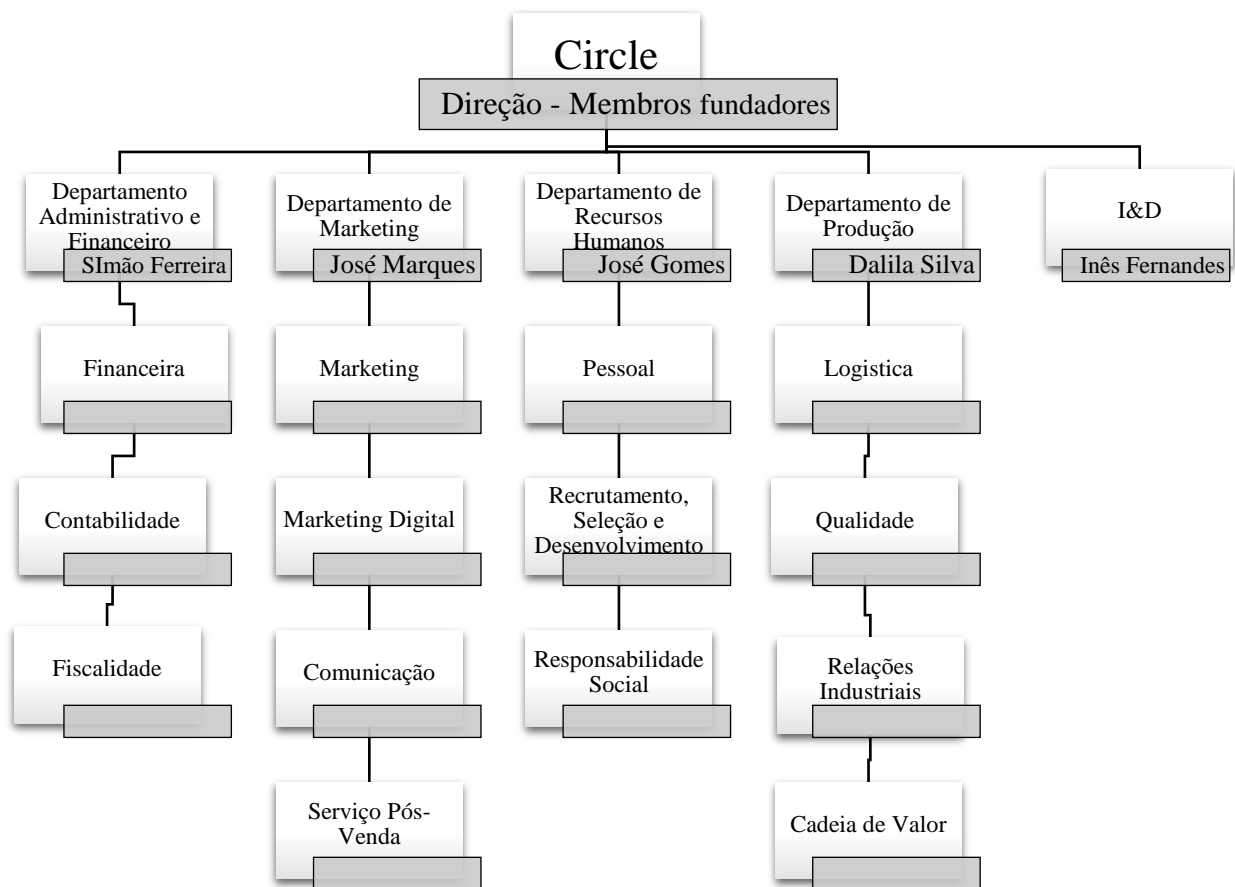 Circle
Direção - Membros fundadores
Departamento
Administrativo e
Financeiro
SImão Ferreira
Departamento de
Marketing
José Marques
Departamento de
Recursos
Humanos
José Gomes
Departamento de
Produção
Dalila Silva
I&D
Inês Fernandes
Financeira
Marketing
Pessoal
Logistica
Contabilidade
Marketing Digital
Recrutamento,
Seleção e
Desenvolvimento
Qualidade
Fiscalidade
Comunicação
Responsabilidade
Social
Relações
Industriais
Serviço Pós-
Venda
Cadeia de Valor